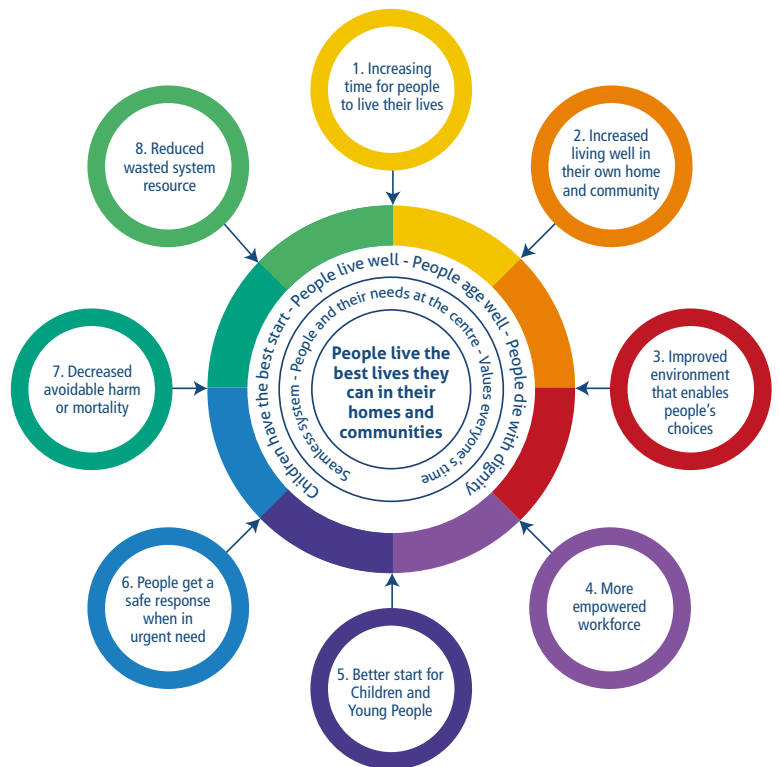 1. Increasing
time for people
to live their lives
2. Increased
living well in
their own home
and community
3. Improved
environment
that enables
people's
choices
4. More
empowered
workforce
5. Better start for
Children and
Young People
6. People get a
safe response
when in
urgent need
7. Decreased
avoidable harm
or mortality
8. Reduced
wasted system
resource
Children have the best start - People live well - People age well - People die with dignity
Seamless system - People and their needs at the centre - Values everyone's time
People live the
best lives they
can in their
homes and
communities